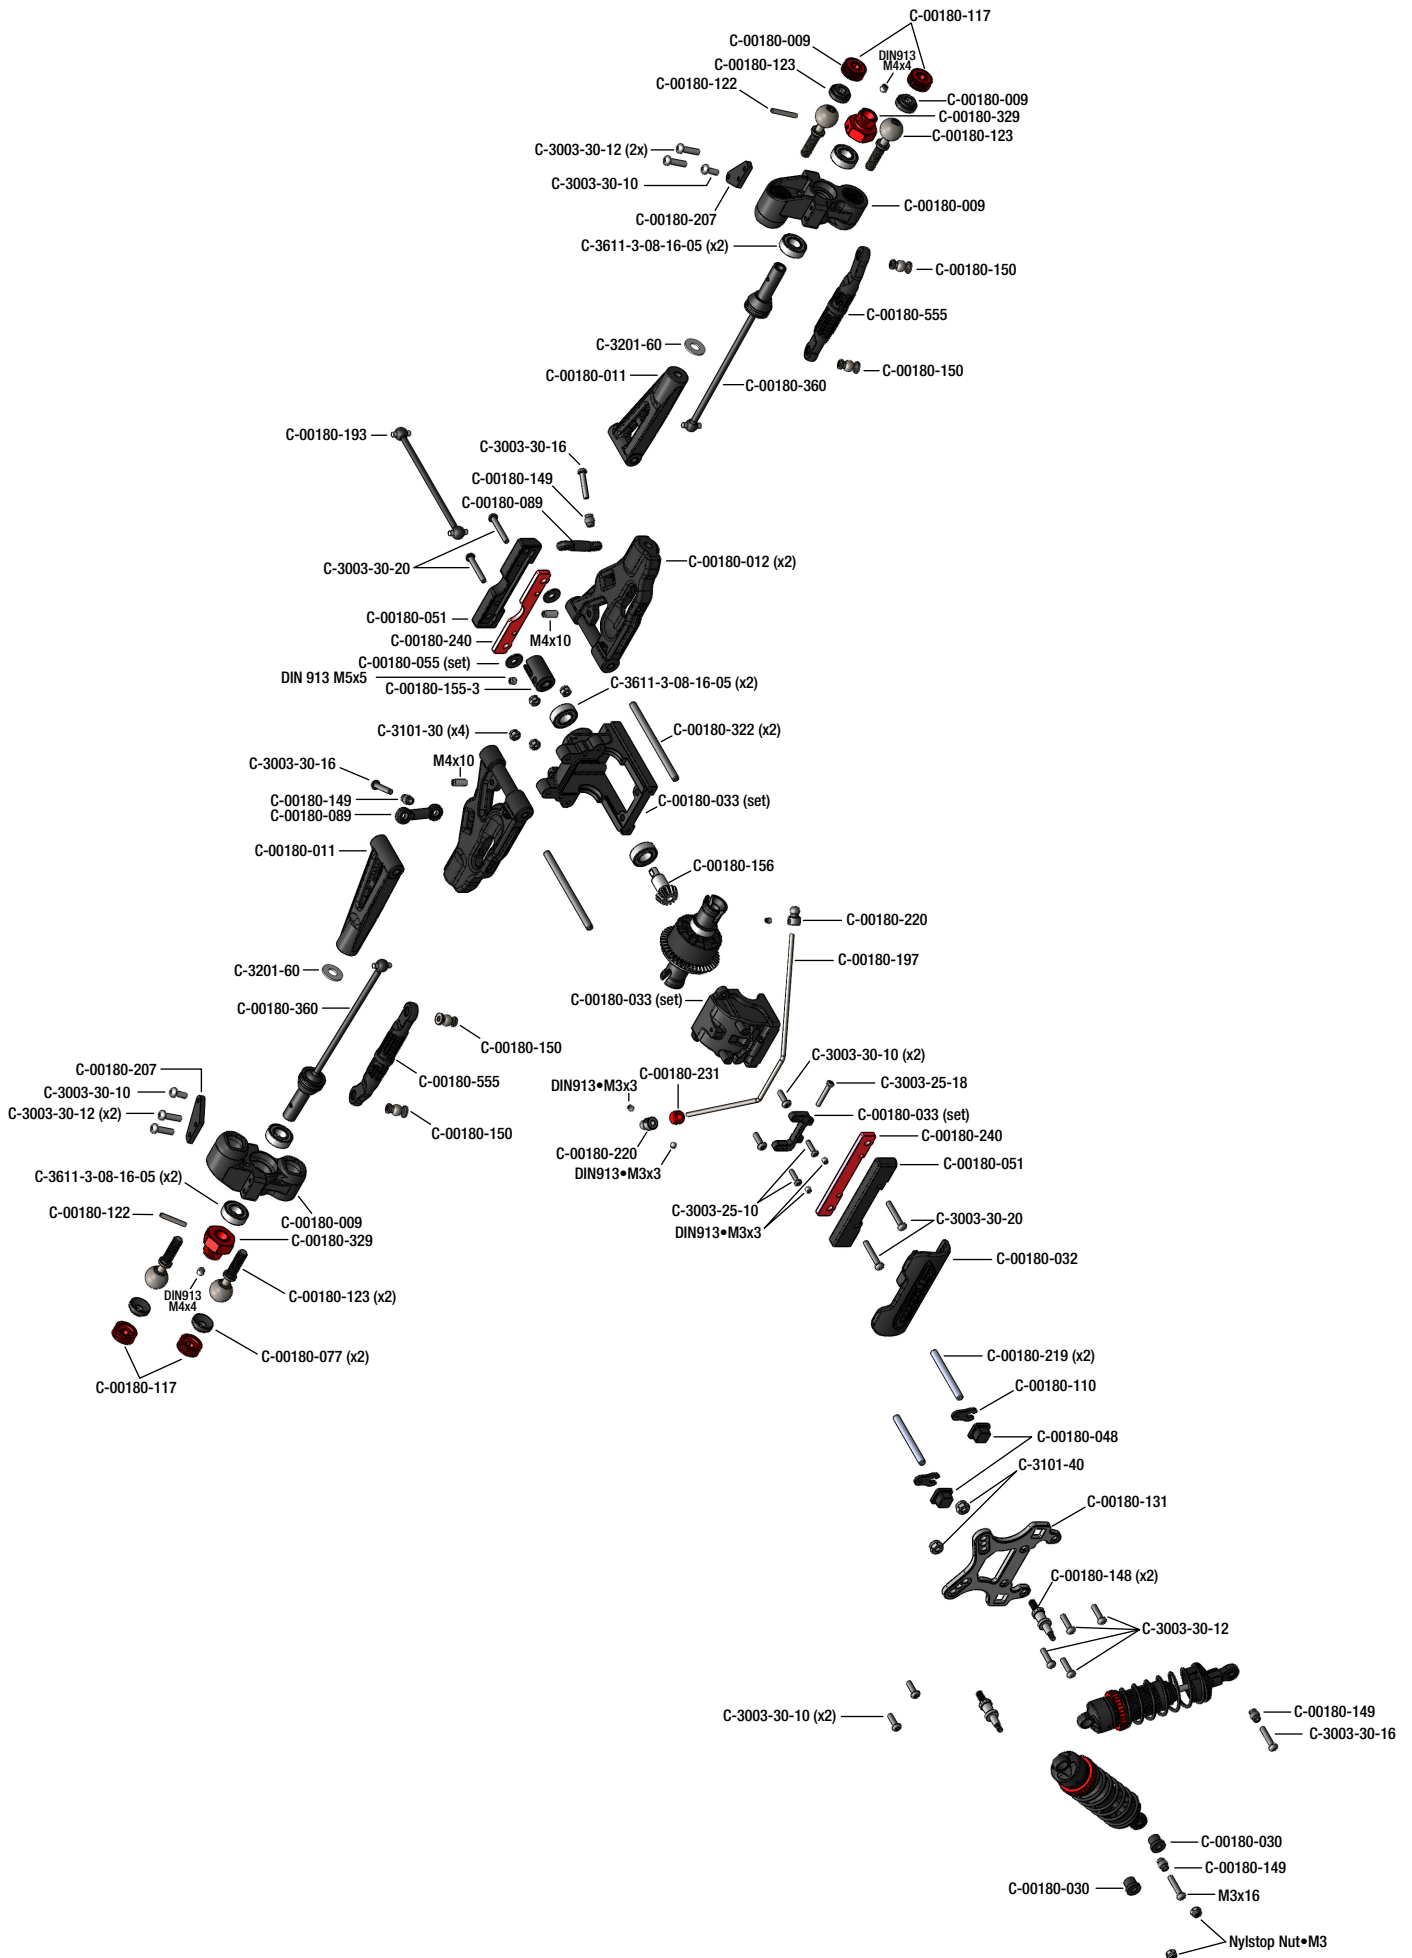 C-00180-117
C-00180-009
DIN913
M4x4
C-00180-123
C-00180-122
C-00180-009
C-00180-329
C-00180-123
C-3003-30-12 (2x)
C-3003-30-10
C-00180-207
C-00180-009
C-3611-3-08-16-05 (x2)
C-00180-150
C-00180-555
C-3201-60
C-00180-011
C-00180-150
C-00180-360
C-00180-193
C-3003-30-16
C-00180-149
C-00180-089
C-3003-30-20
C-00180-012 (x2)
C-00180-051
C-00180-240
M4x10
C-00180-055 (set)
DIN 913 M5x5
C-00180-155-3
C-3611-3-08-16-05 (x2)
C-3101-30 (x4)
C-00180-322 (x2)
C-3003-30-16
M4x10
C-00180-149
C-00180-089
C-00180-033 (set)
C-00180-011
C-00180-156
C-00180-220
C-00180-197
C-3201-60
C-00180-033 (set)
C-00180-360
C-00180-150
C-00180-207
C-00180-555
C-3003-30-10 (x2)
C-00180-231
C-3003-25-18
DIN913•M3x3
C-3003-30-10
C-3003-30-12 (x2)
C-00180-033 (set)
C-00180-150
C-00180-240
C-00180-220
C-00180-051
DIN913•M3x3
C-3611-3-08-16-05 (x2)
C-3003-25-10
C-00180-122
C-00180-009
C-3003-30-20
DIN913•M3x3
C-00180-329
C-00180-032
DIN913
M4x4
C-00180-123 (x2)
C-00180-077 (x2)
C-00180-117
C-00180-219 (x2)
C-00180-110
C-00180-048
C-3101-40
C-00180-131
C-00180-148 (x2)
C-3003-30-12
C-3003-30-10 (x2)
C-00180-149
C-3003-30-16
C-00180-030
C-00180-149
C-00180-030
M3x16
Nylstop Nut•M3